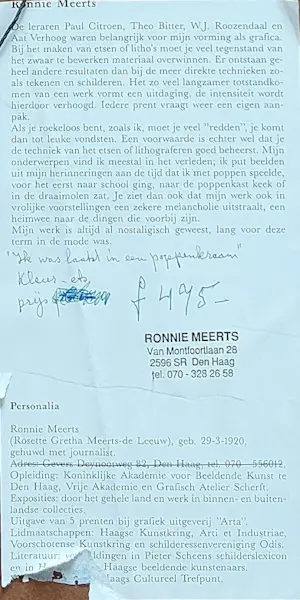 Ronnie Meerts
De leraren Paul Citroen, Theo Bitter, W.J. Roozendaal en
Aat Verhoog waren belangrijk voor mijn vorming als grafica.
Bij het maken van etsen of litho's moet je veel tegenstand van
het zwaar te bewerken materiaal overwinnen. Er ontstaan ge-
heel andere resultaten dan bij de meer direkte technieken zo-
als tekenen en schilderen. Het zo veel langzamer totstandko-
men van een werk vormt een uitdaging, de intensiteit wordt
hierdoor verhoogd. Iedere prent vraagt weer een eigen aan-
pak.
Als je roekeloos bent, zoals ik, moet je veel "redden", je komt
dan tot leuke vondsten. Een voorwaarde is echter wel dat je
de techniek van het etsen of lithograferen goed beheerst. Mijn
onderwerpen vind ik meestal in het verleden; ik put beelden
uit mijn herinneringen aan de tijd dat ik met poppen speelde,
voor het eerst naar school ging, naar de poppenkast keek of
in de draaimolen zat. Je ziet dan ook dat mijn werk ook in
vrolijke voorstellingen een zekere melancholie uitstraalt, een
heimwee naar de dingen die voorbij zijn.
Mijn werk is altijd al nostalgisch geweest, lang voor deze
term in de mode was.
"Ik was laatst in een poppenkraam"
Kleur-ets,
prijs
f 495-
RONNIE MEERTS
Van Montfoortlaan 28
2596 SR Den Haag
tel. 070 - 328 26 58
Personalia
Ronnie Meerts
(Rosette Gretha Meerts-de Leeuw), geb. 29-3-1920,
gehuwd met journalist.
Adres: Gevers Deynootweg 82, Den Haag, tel. 070 - 556012.
Opleiding: Koninklijke Akademie voor Beeldende Kunst te
Den Haag, Vrije Akademie en Grafisch Atelier Scherft.
Exposities: door het gehele land en werk in binnen- en buiten-
landse collecties.
Uitgave van 5 prenten bij grafiek uitgeverij "Arta".
Lidmaatschappen: Haagse Kunstkring, Arti et Industriae,
Voorschotense Kunstkring en schilderessenvereniging Odis.
Literatuur: dingen in Pieter Scheens schilderslexicon
en in Haagse beeldende kunstenaars.
aags Cultureel Trefpunt.